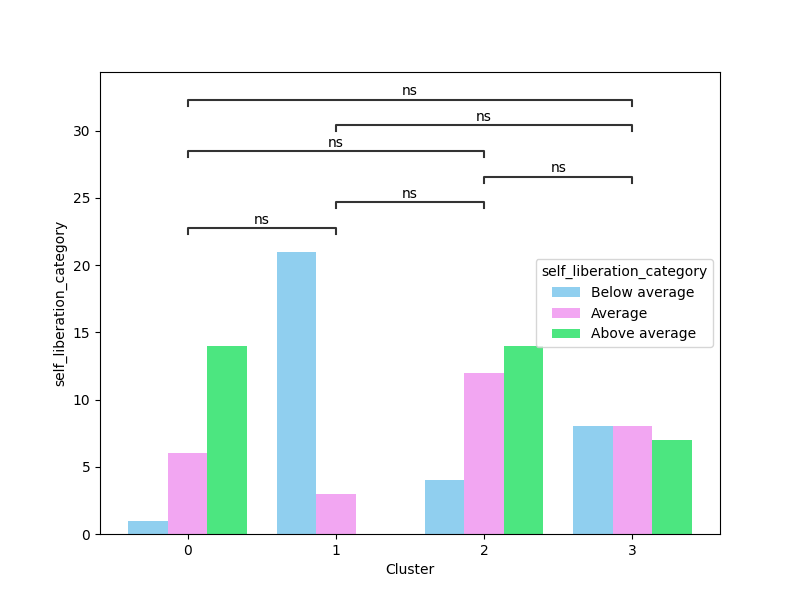 ns
ns
ns
ns
ns
ns
30
25
20
15
10
5
0
self_liberation_category
self_liberation_category
Below average
Average
Above average
0 1 2 3
Cluster